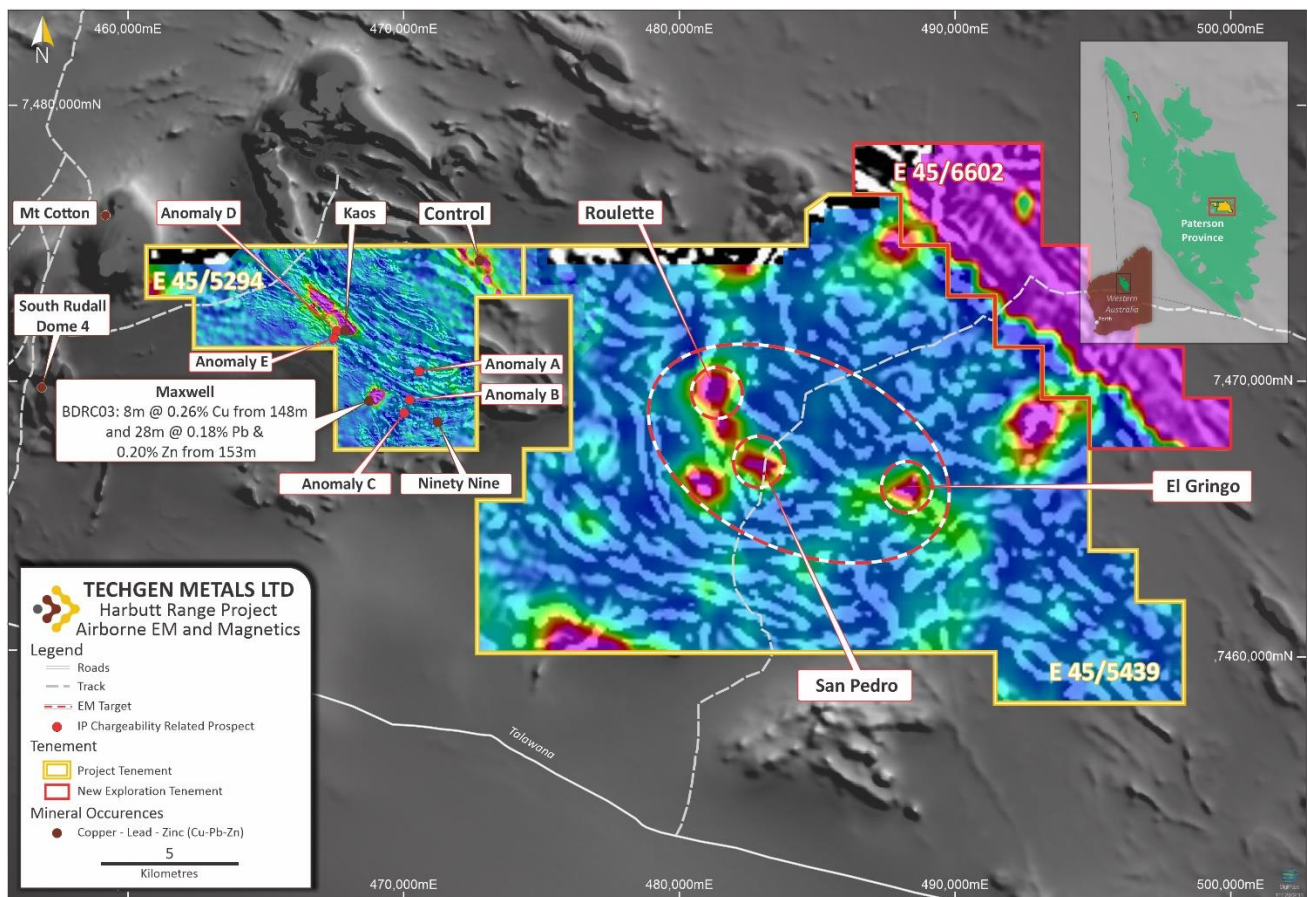 460,000mE
470,000mE
480,000mE
490,000mE
500,000mE
N
7,480,000mN
E 45/6602
Paterson
Province
Western
Australia
Perth
Mt Cotton
Anomaly D
Kaos
Control
Roulette
E 45/5294
South Rudall
Dome 4
Anomaly E
Anomaly A
7,470,000mN
Maxwell
BDRC03: 8m @ 0.26% Cu from 148m
and 28m @ 0.18% Pb &
0.20% Zn from 153m
Anomaly B
Anomaly C
Ninety Nine
El Gringo
San Pedro
E 45/5439
,7460,000mN
TECHGEN METALS LTD
Harbutt Range Project
Airborne EM and Magnetics
Legend
Roads
Track
EM Target
IP Chargeability Related Prospect
Tenement
Project Tenement
New Exploration Tenement
Mineral Occurences
Copper - Lead - Zinc (Cu-Pb-Zn)
5
Kilometres
Talawana
470,000mE
480,000mE
490,000mE
500,000mE